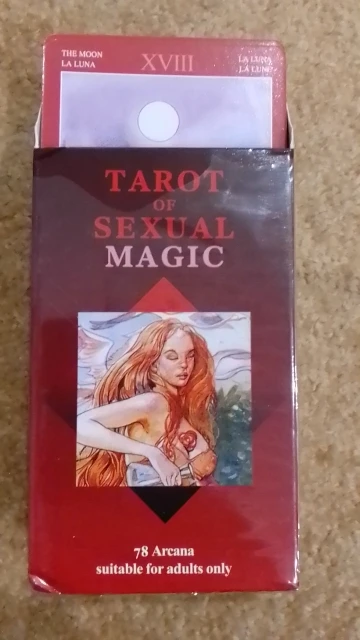 THE MOON
LA LUNA
XVIII
LA LUNA
LA LUNE
TAROT
OF
SEXUAL
MAGIC
78 Arcana
suitable for adults only